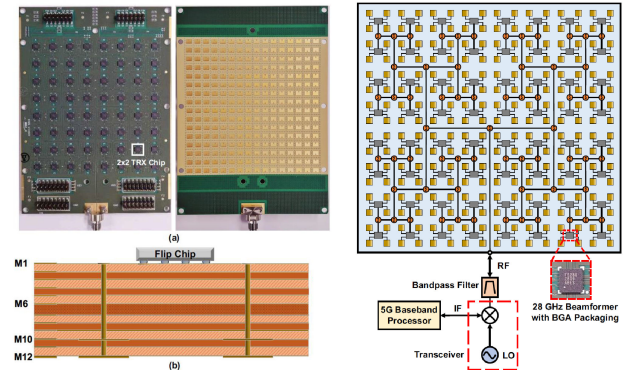 2x2 TRX Chip
(a)
Flip Chip
M1
M6
M10
M12
(b)
RF
Bandpass Filter
5G Baseband
Processor
IF
Transceiver
LO
28 GHz Beamformer
with BGA Packaging